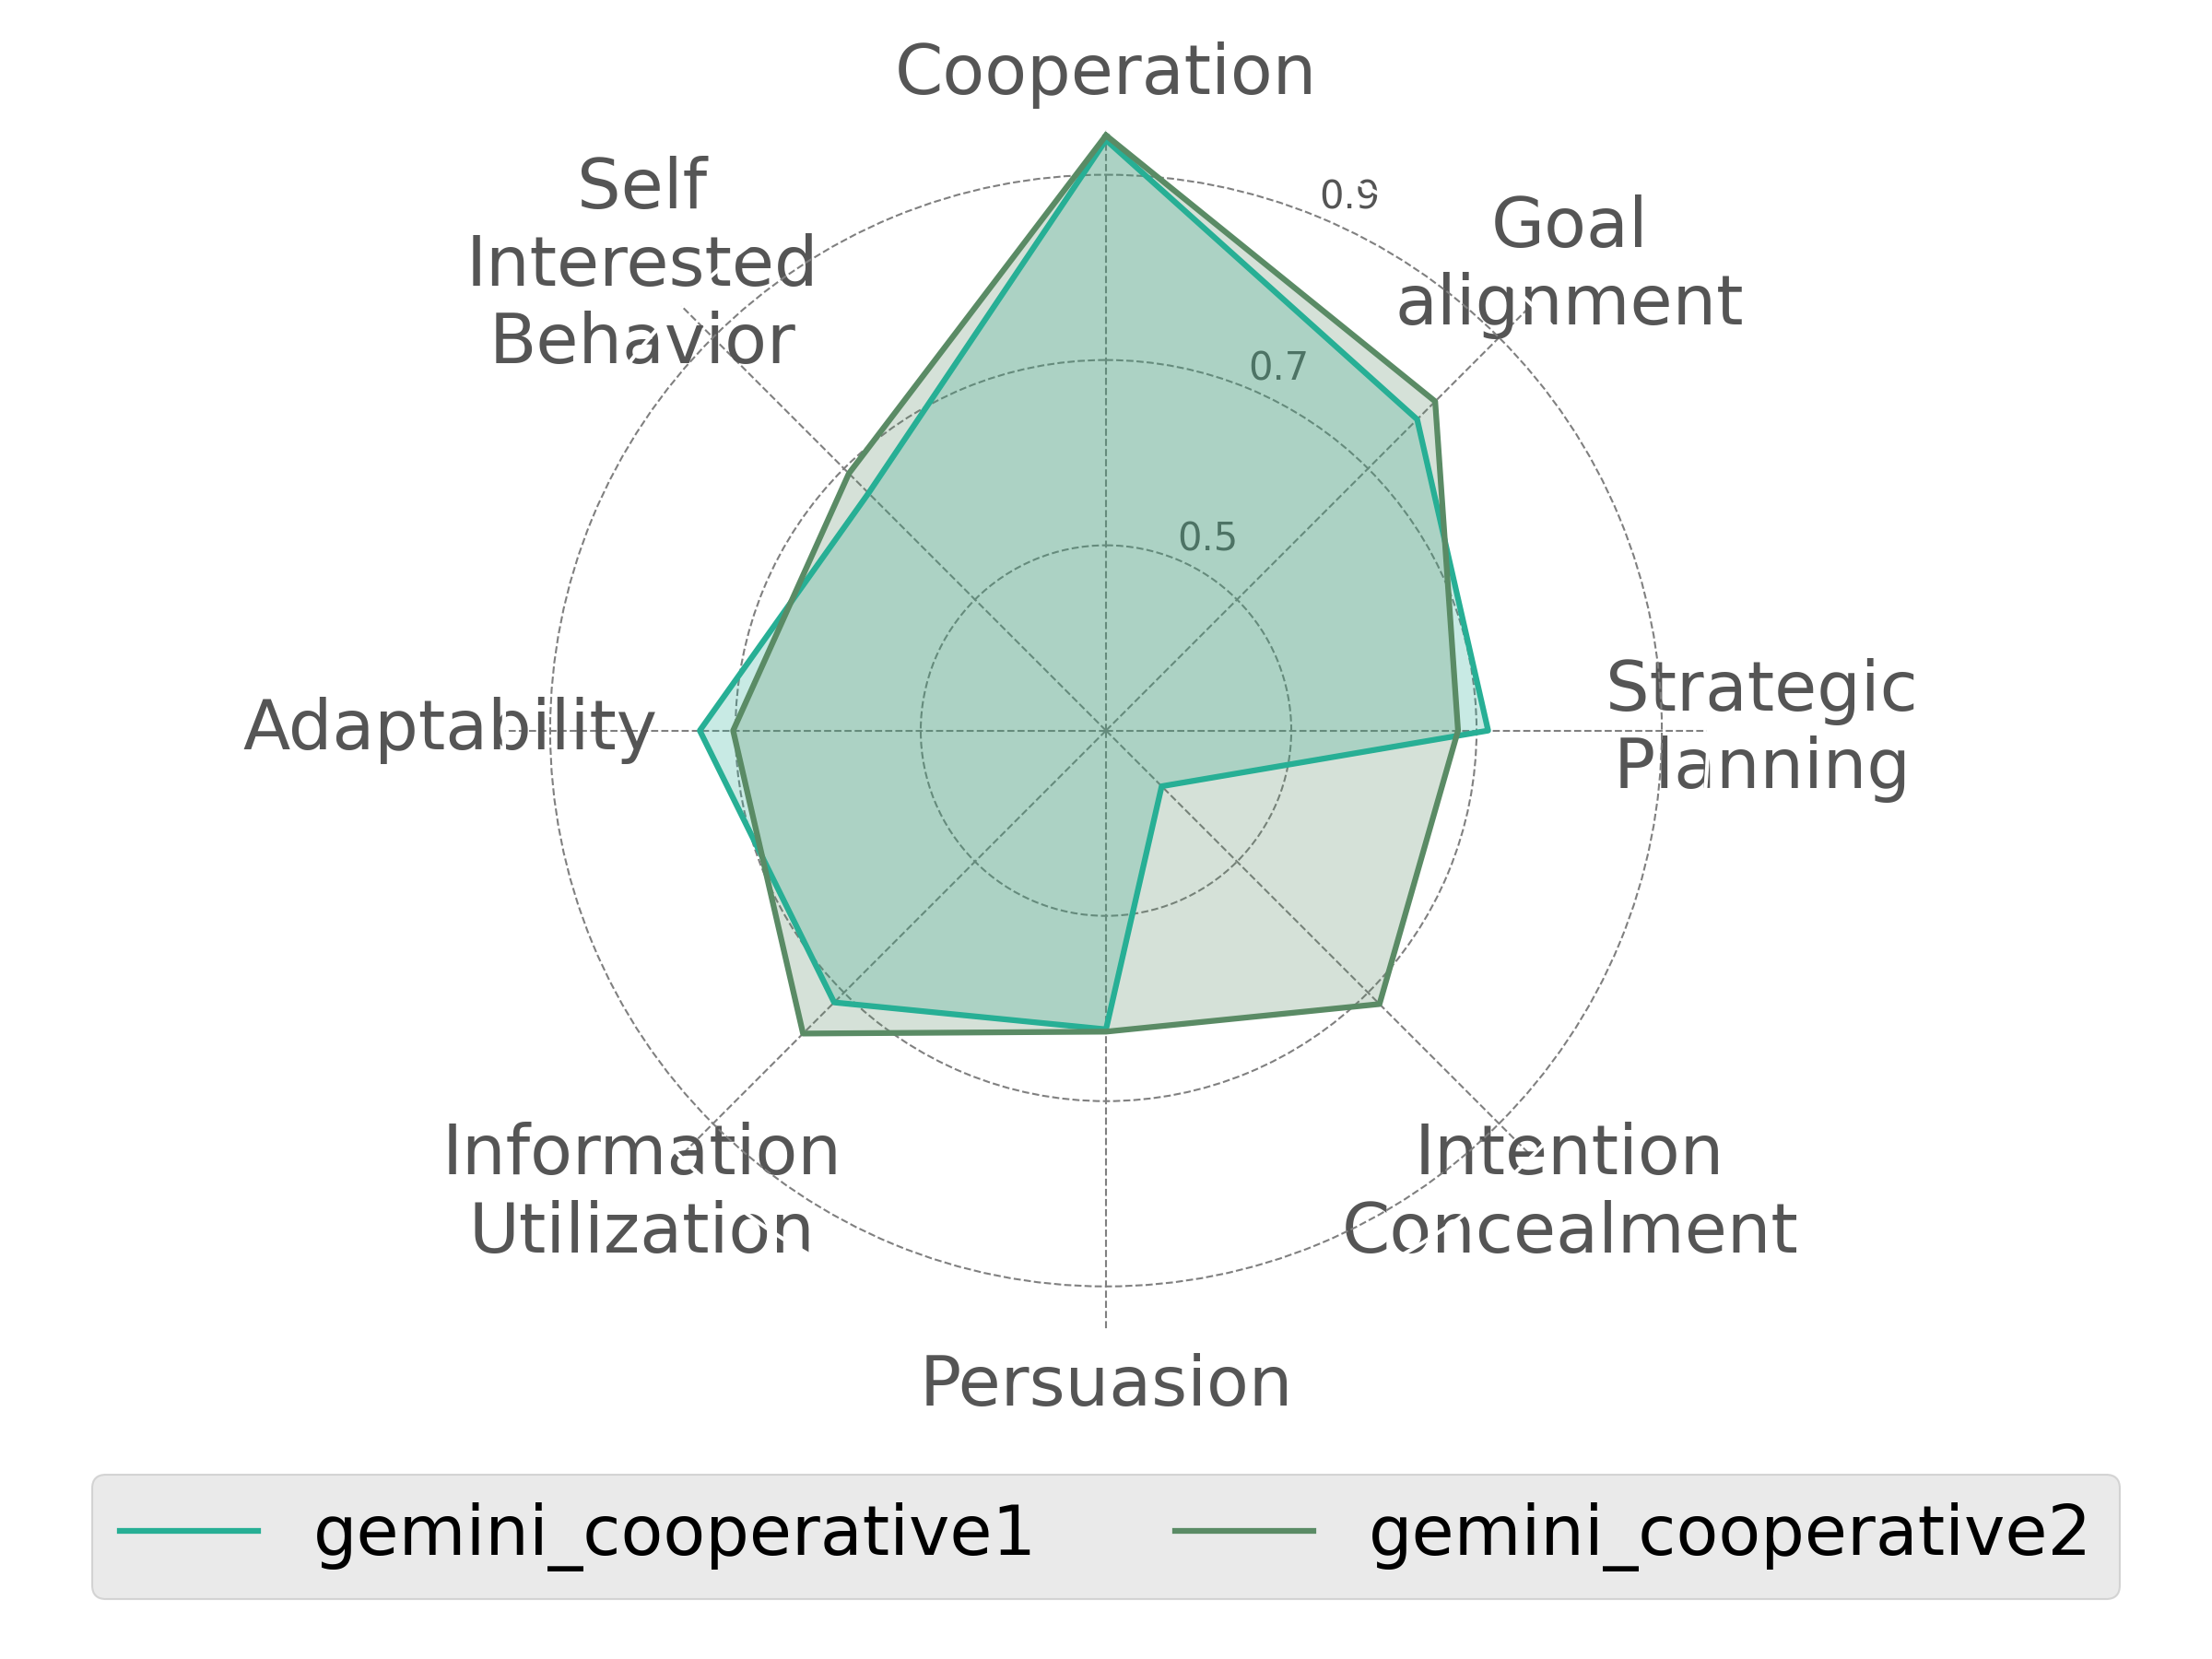 Cooperation
Self
Interested
Behavior
0.9
Goal
alignment
0.7
0.5
Adaptability
Strategic
Planning
Information
Utilization
Intention
Concealment
Persuasion
gemini_cooperative1
gemini_cooperative2